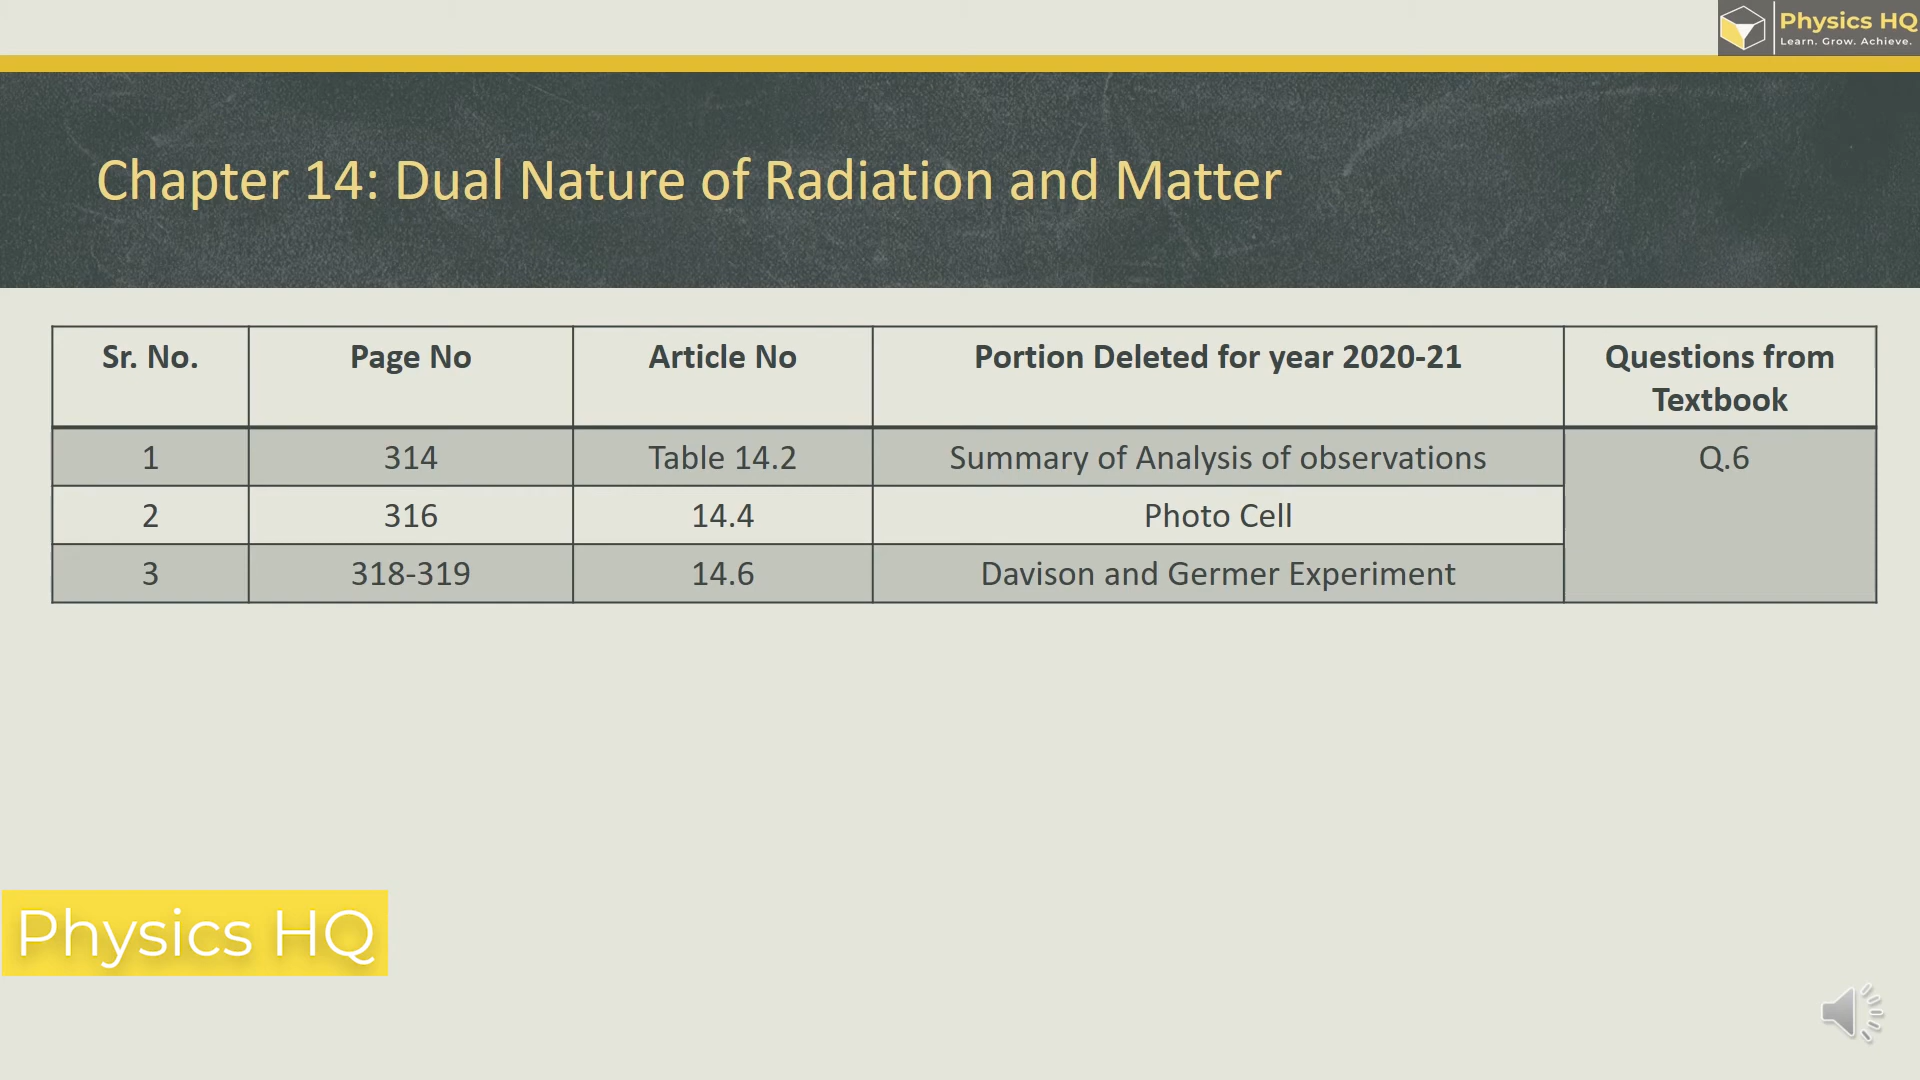 Physics HQ
Learn. Grow. Achieve.
Chapter 14: Dual Nature of Radiation and Matter
Sr. No. Page No Article No Portion Deleted for year 2020-21 Questions from Textbook
1 314 Table 14.2 Summary of Analysis of observations Q.6
2 316 14.4 Photo Cell
3 318-319 14.6 Davison and Germer Experiment
Physics HQ